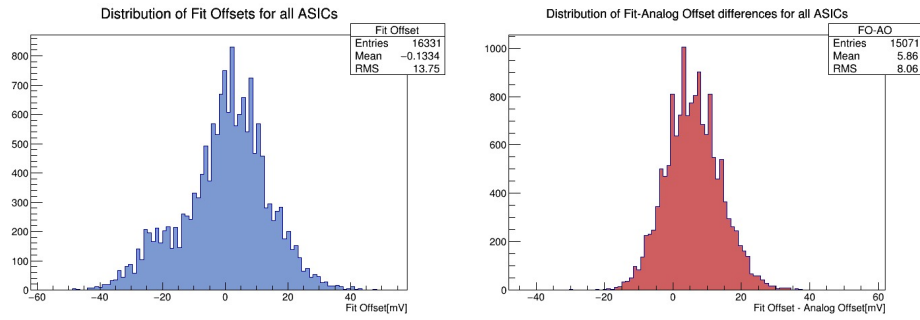 Distribution of Fit Offsets for all ASICs
Fit Offset
Entries 16331
Mean −0.1334
RMS 13.75
800
700
600
500
400
300
200
100
0
−60 −40 −20 0 20 40
Fit Offset[mV]
Distribution of Fit-Analog Offset differences for all ASICs
FO-AO
Entries 15071
Mean 5.86
RMS 8.06
1000
800
600
400
200
0
−40 −20 0 20 40 60
Fit Offset - Analog Offset[mV]